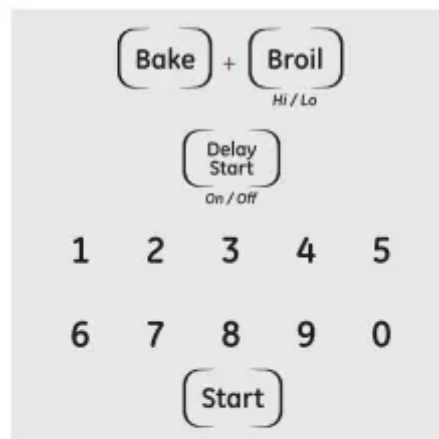 Bake + Broil
Hi / Lo
Delay
Start
On / Off
1 2 3 4 5
6 7 8 9 0
Start